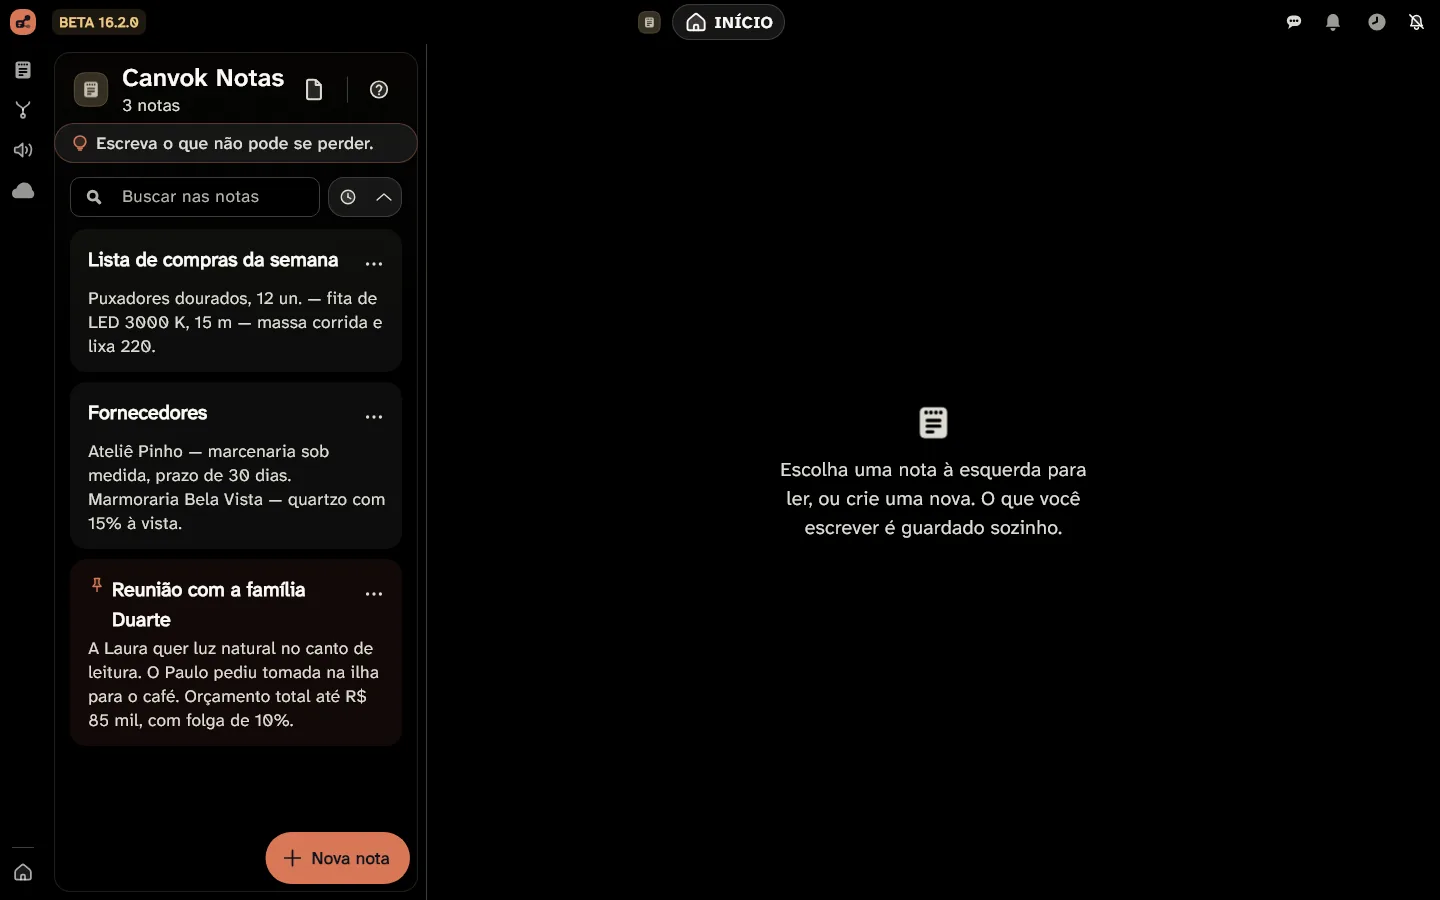 BETA 16.2.0
INÍCIO
Canvok Notas
3 notas
Escreva o que não pode se perder.
Buscar nas notas
Lista de compras da semana
Puxadores dourados, 12 un. — fita de
LED 3000 K, 15 m — massa corrida e
lixa 220.
Fornecedores
Ateliê Pinho — marcenaria sob
medida, prazo de 30 dias.
Marmoraria Bela Vista — quartzo com
15% à vista.
Reunião com a família
Duarte
A Laura quer luz natural no canto de
leitura. O Paulo pediu tomada na ilha
para o café. Orçamento total até R$
85 mil, com folga de 10%.
Nova nota
Escolha uma nota à esquerda para
ler, ou crie uma nova. O que você
escrever é guardado sozinho.